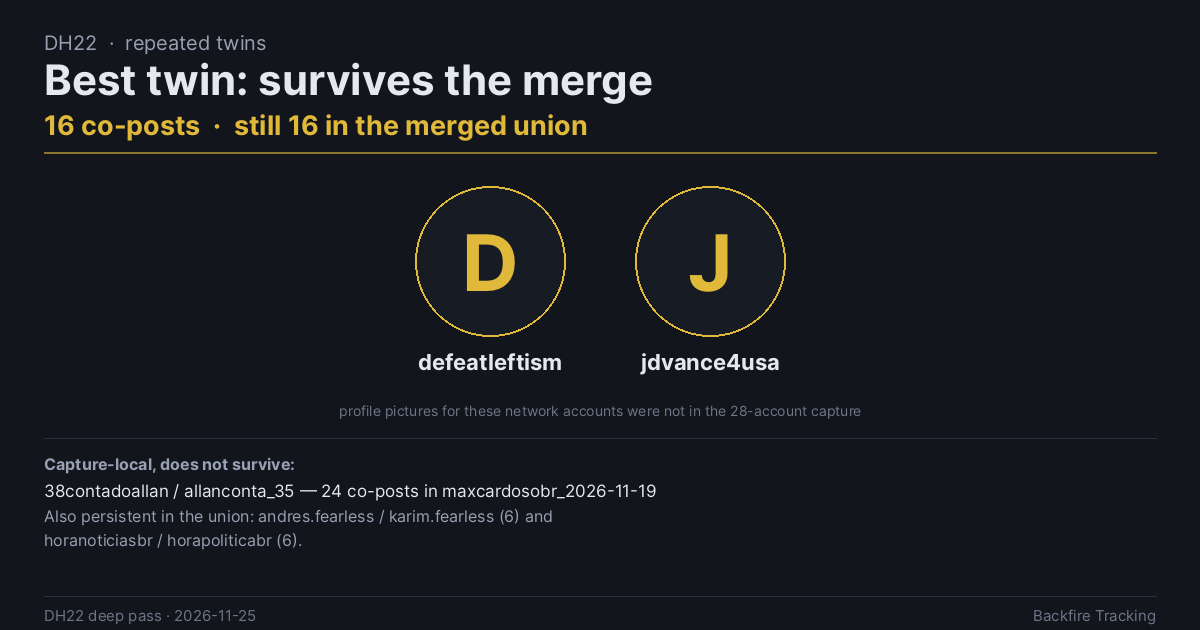 DH22 · repeated twins
Best twin: survives the merge
16 co-posts · still 16 in the merged union
D J
defeatleftism jdvance4usa
profile pictures for these network accounts were not in the 28-account capture
Capture-local, does not survive:
38contadoallan / allanconta_35 — 24 co-posts in maxcardosobr_2026-11-19
Also persistent in the union: andres.fearless / karim.fearless (6) and
horanoticiasbr / horapoliticabr (6).
DH22 deep pass · 2026-11-25 Backfire Tracking